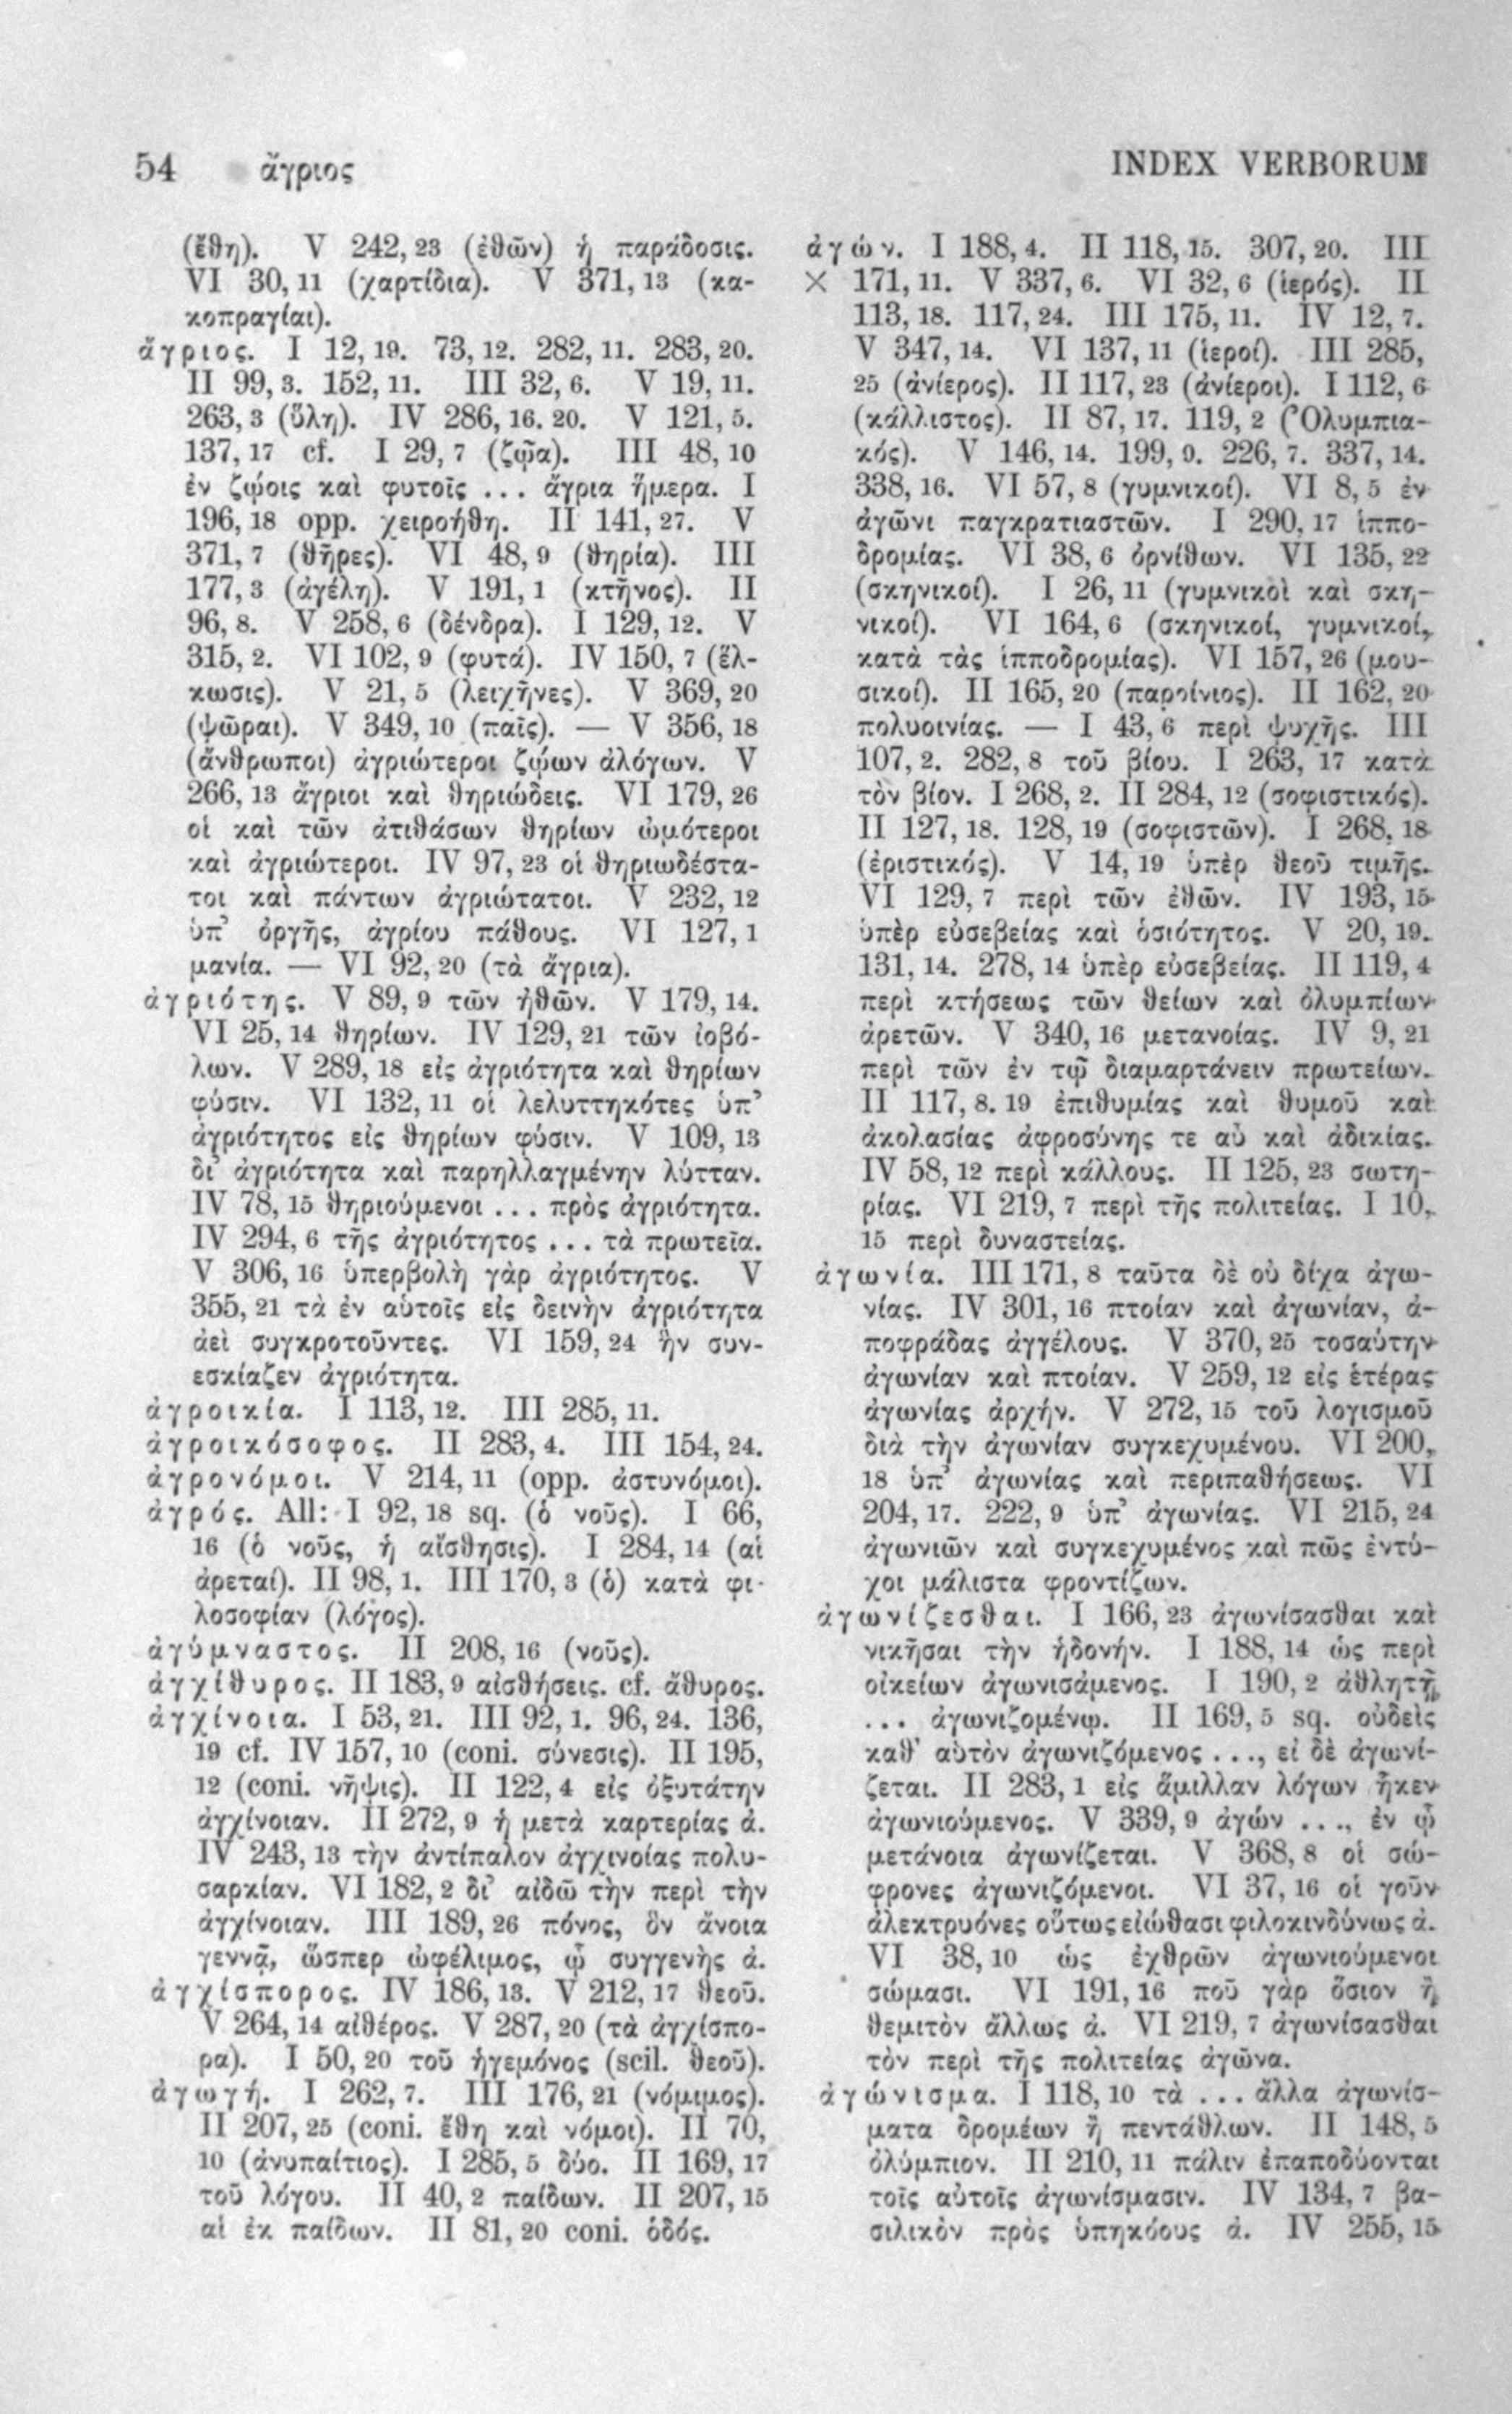 54 ἄγριος
INDEX VERBORUM
(ἔθη). V 242, 23 (ἐθῶν) ἡ παράδοσις.
VI 30, 11 (χαρτίδια). V 371, 13 (κα-
κοπραγίαι).
ἄγριος. I 12, 19. 73, 12. 282, 11. 283, 20.
II 99, 3. 152, 11. III 32, 6. V 19, 11.
263, 3 (ὕλη). IV 286, 16. 20. V 121, 5.
137, 17 cf. I 29, 7 (ζῷα). III 48, 10
ἐν ζῴοις καὶ φυτοῖς ... ἄγρια ἥμερα. I
196, 18 opp. χειροήθη. II 141, 27. V
371, 7 (θῆρες). VI 48, 9 (θηρία). III
177, 3 (ἀγέλη). V 191, 1 (κτῆνος). II
96, 8. V 258, 6 (δένδρα). I 129, 12. V
315, 2. VI 102, 9 (φυτά). IV 150, 7 (ἕλ-
κωσις). V 21, 5 (λειχῆνες). V 369, 20
(ψῶραι). V 349, 10 (παῖς). — V 356, 18
(ἄνθρωποι) ἀγριώτεροι ζῴων ἀλόγων. V
266, 13 ἄγριοι καὶ θηριώδεις. VI 179, 26
οἱ καὶ τῶν ἀτιθάσων θηρίων ὠμότεροι
καὶ ἀγριώτεροι. IV 97, 23 οἱ θηριωδέστα-
τοι καὶ πάντων ἀγριώτατοι. V 232, 12
ὑπ’ ὀργῆς, ἀγρίου πάθους. VI 127, 1
μανία. — VI 92, 20 (τὰ ἄγρια).
ἀγριότης. V 89, 9 τῶν ἠθῶν. V 179, 14.
VI 25, 14 θηρίων. IV 129, 21 τῶν ἰοβό-
λων. V 289, 18 εἰς ἀγριότητα καὶ θηρίων
φύσιν. VI 132, 11 οἱ λελυττηκότες ὑπ’
ἀγριότητος εἰς θηρίων φύσιν. V 109, 13
δι’ ἀγριότητα καὶ παρηλλαγμένην λύτταν.
IV 78, 15 θηριούμενοι ... πρὸς ἀγριότητα.
IV 294, 6 τῆς ἀγριότητος ... τὰ πρωτεῖα.
V 306, 16 ὑπερβολὴ γὰρ ἀγριότητος. V
355, 21 τὰ ἐν αὑτοῖς εἰς δεινὴν ἀγριότητα
ἀεὶ συγκροτοῦντες. VI 159, 24 ἣν συν-
εσκίαζεν ἀγριότητα.
ἀγροικία. I 113, 12. III 285, 11.
ἀγροικόσοφος. II 283, 4. III 154, 24.
ἀγρονόμοι. V 214, 11 (opp. ἀστυνόμοι).
ἀγρός. All: I 92, 18 sq. (ὁ νοῦς). I 66,
16 (ὁ νοῦς, ἡ αἴσθησις). I 284, 14 (αἱ
ἀρεταί). II 98, 1. III 170, 3 (ὁ) κατὰ φι-
λοσοφίαν (λόγος).
ἀγύμναστος. II 208, 16 (νοῦς).
ἀγχίθυρος. II 183, 9 αἰσθήσεις. cf. ἄθυρος.
ἀγχίνοια. I 53, 21. III 92, 1. 96, 24. 136,
19 cf. IV 157, 10 (coni. σύνεσις). II 195,
12 (coni. νῆψις). II 122, 4 εἰς ὀξυτάτην
ἀγχίνοιαν. II 272, 9 ἡ μετὰ καρτερίας ἀ.
IV 243, 13 τὴν ἀντίπαλον ἀγχινοίας πολυ-
σαρκίαν. VI 182, 2 δι’ αἰδῶ τὴν περὶ τὴν
ἀγχίνοιαν. III 189, 26 πόνος, ὃν ἄνοια
γεννᾷ, ὥσπερ ὠφέλιμος, ᾧ συγγενὴς ἀ.
ἀγχίσπορος. IV 186, 13. V 212, 17 θεοῦ.
V 264, 14 αἰθέρος. V 287, 20 (τὰ ἀγχίσπο-
ρα). I 50, 20 τοῦ ἡγεμόνος (scil. θεοῦ).
ἀγωγή. I 262, 7. III 176, 21 (νόμιμος).
II 207, 25 (coni. ἔθη καὶ νόμοι). II 70,
10 (ἀνυπαίτιος). I 285, 5 δύο. II 169, 17
τοῦ λόγου. II 40, 2 παίδων. II 207, 15
αἱ ἐκ παίδων. II 81, 20 coni. ὁδός.
ἀγών. I 188, 4. II 118, 15. 307, 20. III
× 171, 11. V 337, 6. VI 32, 6 (ἱερός). II
113, 18. 117, 24. III 175, 11. IV 12, 7.
V 347, 14. VI 137, 11 (ἱεροί). III 285,
25 (ἀνίερος). II 117, 23 (ἀνίεροι). I 112, 6
(κάλλιστος). II 87, 17. 119, 2 (Ὀλυμπια-
κός). V 146, 14. 199, 9. 226, 7. 337, 14.
338, 16. VI 57, 8 (γυμνικοί). VI 8, 5 ἐν
ἀγῶνι παγκρατιαστῶν. I 290, 17 ἱππο-
δρομίας. VI 38, 6 ὀρνίθων. VI 135, 22
(σκηνικοί). I 26, 11 (γυμνικοὶ καὶ σκη-
νικοί). VI 164, 6 (σκηνικοί, γυμνικοί,
κατὰ τὰς ἱπποδρομίας). VI 157, 26 (μου-
σικοί). II 165, 20 (παροίνιος). II 162, 20
πολυοινίας. — I 43, 6 περὶ ψυχῆς. III
107, 2. 282, 8 τοῦ βίου. I 263, 17 κατὰ
τὸν βίον. I 268, 2. II 284, 12 (σοφιστικός).
II 127, 18. 128, 19 (σοφιστῶν). I 268, 18
(ἐριστικός). V 14, 19 ὑπὲρ θεοῦ τιμῆς.
VI 129, 7 περὶ τῶν ἐθῶν. IV 193, 15
ὑπὲρ εὐσεβείας καὶ ὁσιότητος. V 20, 19.
131, 14. 278, 14 ὑπὲρ εὐσεβείας. II 119, 4
περὶ κτήσεως τῶν θείων καὶ ὀλυμπίων
ἀρετῶν. V 340, 16 μετανοίας. IV 9, 21
περὶ τῶν ἐν τῷ διαμαρτάνειν πρωτείων.
II 117, 8. 19 ἐπιθυμίας καὶ θυμοῦ καὶ
ἀκολασίας ἀφροσύνης τε αὖ καὶ ἀδικίας.
IV 58, 12 περὶ κάλλους. II 125, 23 σωτη-
ρίας. VI 219, 7 περὶ τῆς πολιτείας. I 10,
15 περὶ δυναστείας.
ἀγωνία. III 171, 8 ταῦτα δὲ οὐ δίχα ἀγω-
νίας. IV 301, 16 πτοίαν καὶ ἀγωνίαν, ἀ-
ποφράδας ἀγγέλους. V 370, 25 τοσαύτην
ἀγωνίαν καὶ πτοίαν. V 259, 12 εἰς ἑτέρας
ἀγωνίας ἀρχήν. V 272, 15 τοῦ λογισμοῦ
διὰ τὴν ἀγωνίαν συγκεχυμένου. VI 200,
18 ὑπ’ ἀγωνίας καὶ περιπαθήσεως. VI
204, 17. 222, 9 ὑπ’ ἀγωνίας. VI 215, 24
ἀγωνιῶν καὶ συγκεχυμένος καὶ πῶς ἐντύ-
χοι μάλιστα φροντίζων.
ἀγωνίζεσθαι. I 166, 23 ἀγωνίσασθαι καὶ
νικῆσαι τὴν ἡδονήν. I 188, 14 ὡς περὶ
οἰκείων ἀγωνισάμενος. I 190, 2 ἀθλητῇ
... ἀγωνιζομένῳ. II 169, 5 sq. οὐδεὶς
καθ’ αὑτὸν ἀγωνιζόμενος ..., εἰ δὲ ἀγωνί-
ζεται. II 283, 1 εἰς ἅμιλλαν λόγων ἧκεν
ἀγωνιούμενος. V 339, 9 ἀγών ..., ἐν ᾧ
μετάνοια ἀγωνίζεται. V 368, 8 οἱ σώ-
φρονες ἀγωνιζόμενοι. VI 37, 16 οἱ γοῦν
ἀλεκτρυόνες οὕτως εἰώθασι φιλοκινδύνως ἀ.
VI 38, 10 ὡς ἐχθρῶν ἀγωνιούμενοι
σώμασι. VI 191, 16 ποῦ γὰρ ὅσιον ἢ
θεμιτὸν ἄλλως ἀ. VI 219, 7 ἀγωνίσασθαι
τὸν περὶ τῆς πολιτείας ἀγῶνα.
ἀγώνισμα. I 118, 10 τὰ ... ἄλλα ἀγωνίσ-
ματα δρομέων ἢ πεντάθλων. II 148, 5
ὀλύμπιον. II 210, 11 πάλιν ἐπαποδύονται
τοῖς αὐτοῖς ἀγωνίσμασιν. IV 134, 7 βα-
σιλικὸν πρὸς ὑπηκόους ἀ. IV 255, 15